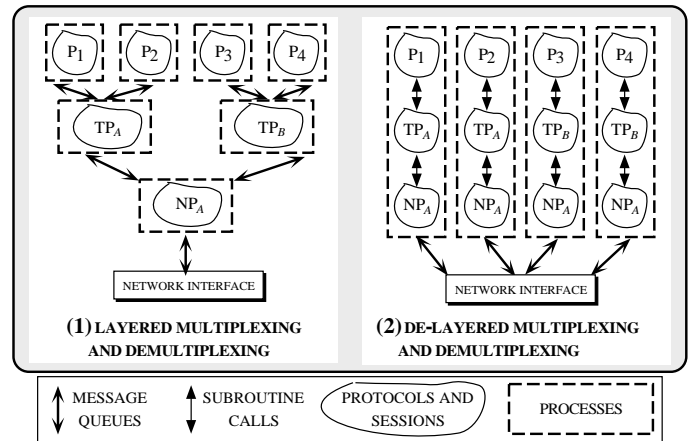 P1 P2 P3 P4
TPA TPB
NPA
NETWORK INTERFACE
(1) LAYERED MULTIPLEXING
AND DEMULTIPLEXING
P1 P2 P3 P4
TPA TPA TPB TPB
NPA NPA NPA NPA
NETWORK INTERFACE
(2) DE-LAYERED MULTIPLEXING
AND DEMULTIPLEXING
MESSAGE
QUEUES
SUBROUTINE
CALLS
PROTOCOLS AND
SESSIONS
PROCESSES